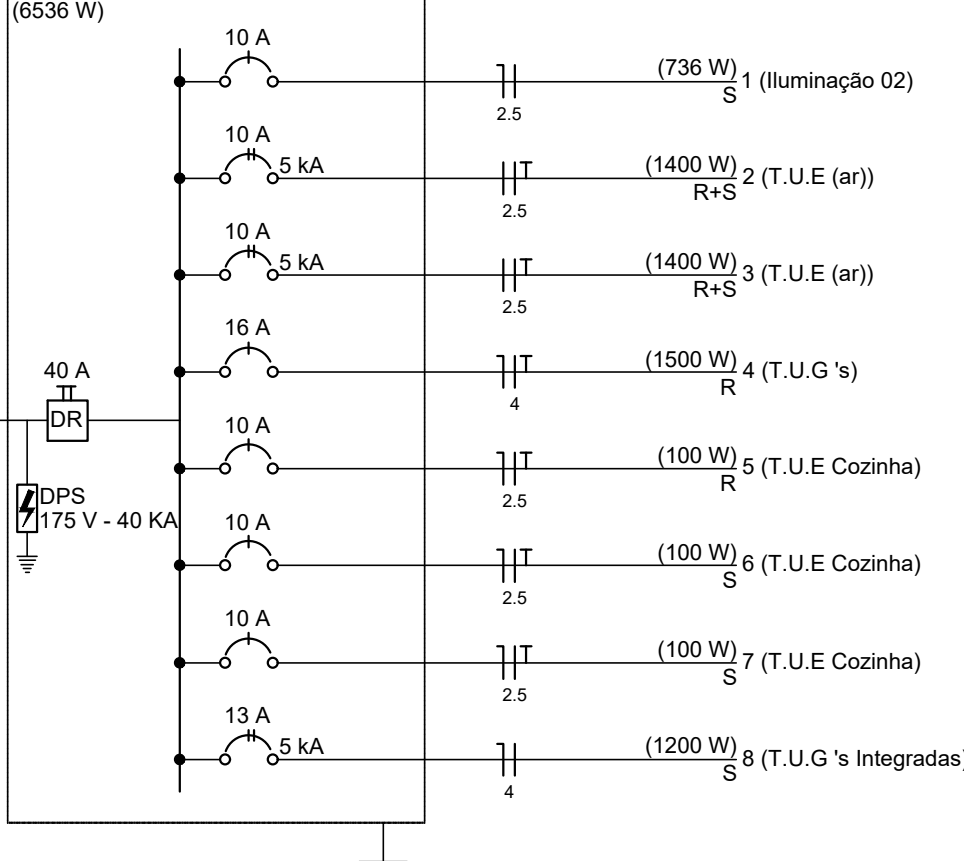 (6536 W)
10 A
(736 W)
S
1 (Iluminação 02)
2.5
10 A
5 kA
T
(1400 W)
R+S
2 (T.U.E (ar))
2.5
10 A
5 kA
T
(1400 W)
R+S
3 (T.U.E (ar))
2.5
16 A
T
(1500 W)
R
4 (T.U.G 's)
4
40 A
DR
DPS
175 V - 40 KA
10 A
T
(100 W)
R
5 (T.U.E Cozinha)
2.5
10 A
T
(100 W)
S
6 (T.U.E Cozinha)
2.5
10 A
T
(100 W)
S
7 (T.U.E Cozinha)
2.5
13 A
5 kA
(1200 W)
S
8 (T.U.G 's Integradas)
4